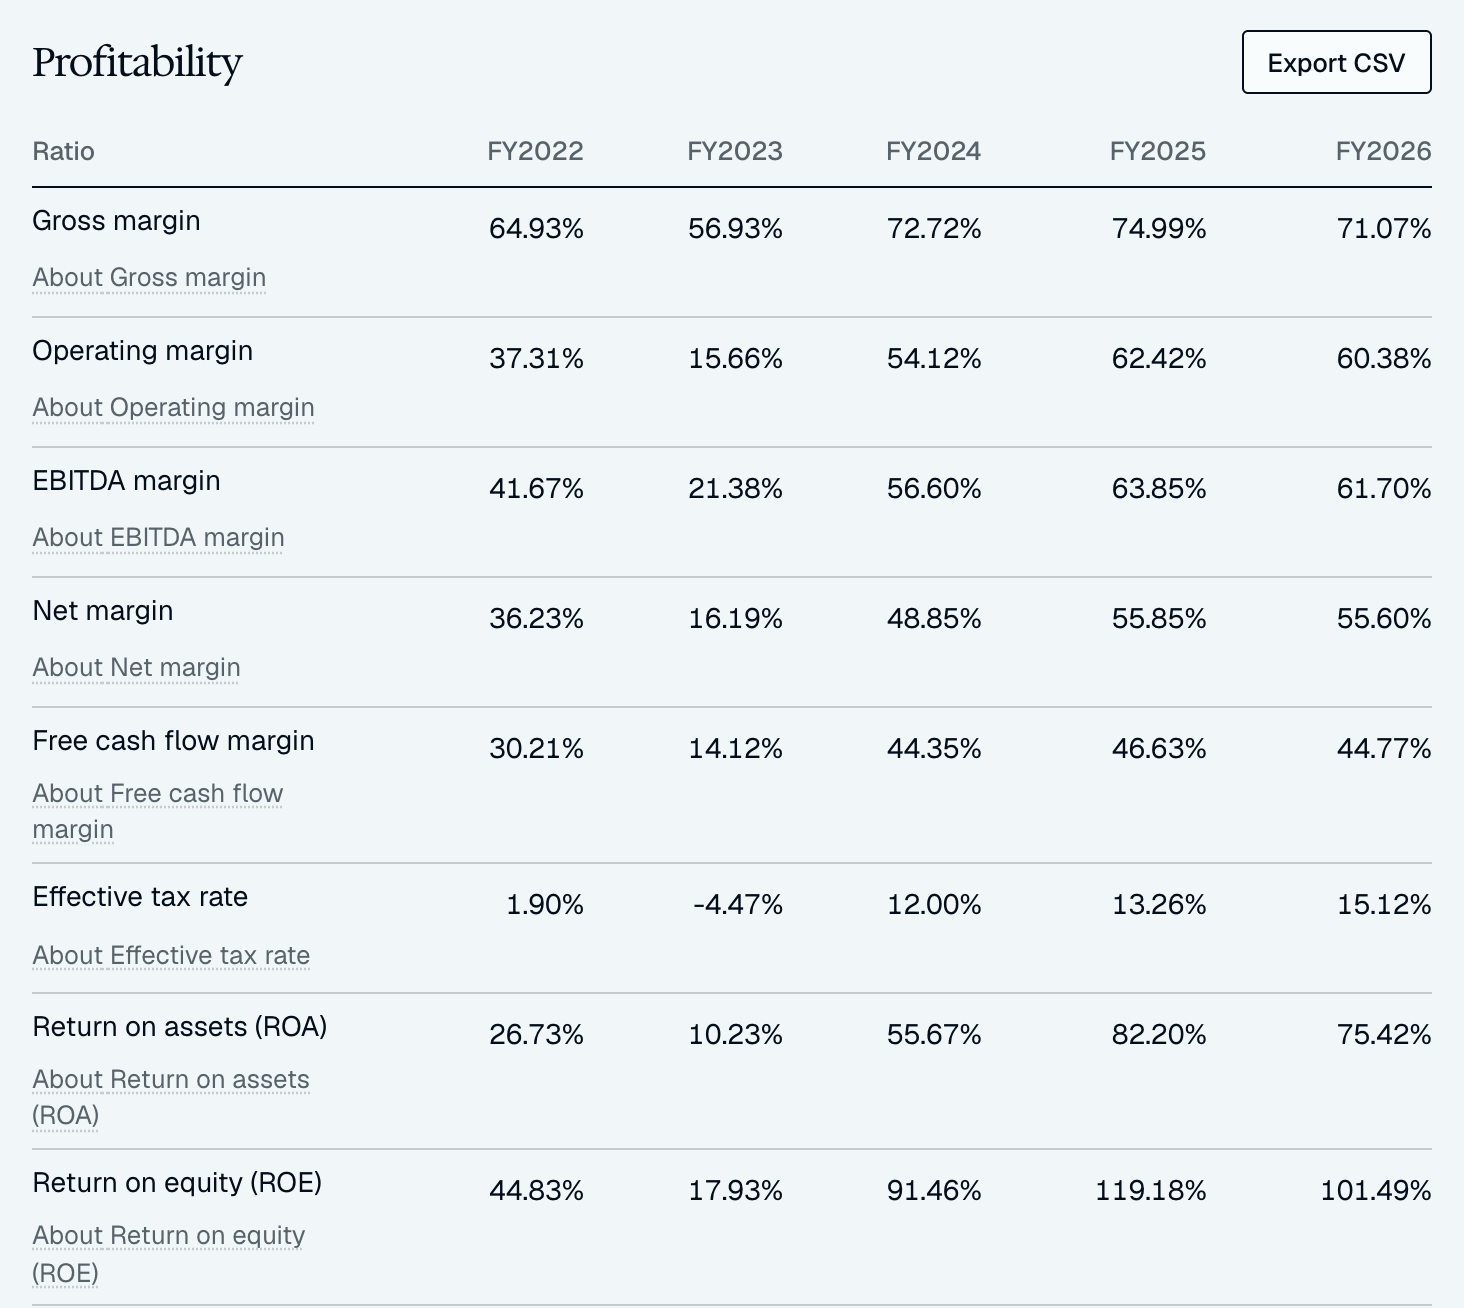 Profitability
Export CSV
Ratio FY2022 FY2023 FY2024 FY2025 FY2026
Gross margin 64.93% 56.93% 72.72% 74.99% 71.07%
About Gross margin
Operating margin 37.31% 15.66% 54.12% 62.42% 60.38%
About Operating margin
EBITDA margin 41.67% 21.38% 56.60% 63.85% 61.70%
About EBITDA margin
Net margin 36.23% 16.19% 48.85% 55.85% 55.60%
About Net margin
Free cash flow margin 30.21% 14.12% 44.35% 46.63% 44.77%
About Free cash flow
margin
Effective tax rate 1.90% -4.47% 12.00% 13.26% 15.12%
About Effective tax rate
Return on assets (ROA) 26.73% 10.23% 55.67% 82.20% 75.42%
About Return on assets
(ROA)
Return on equity (ROE) 44.83% 17.93% 91.46% 119.18% 101.49%
About Return on equity
(ROE)